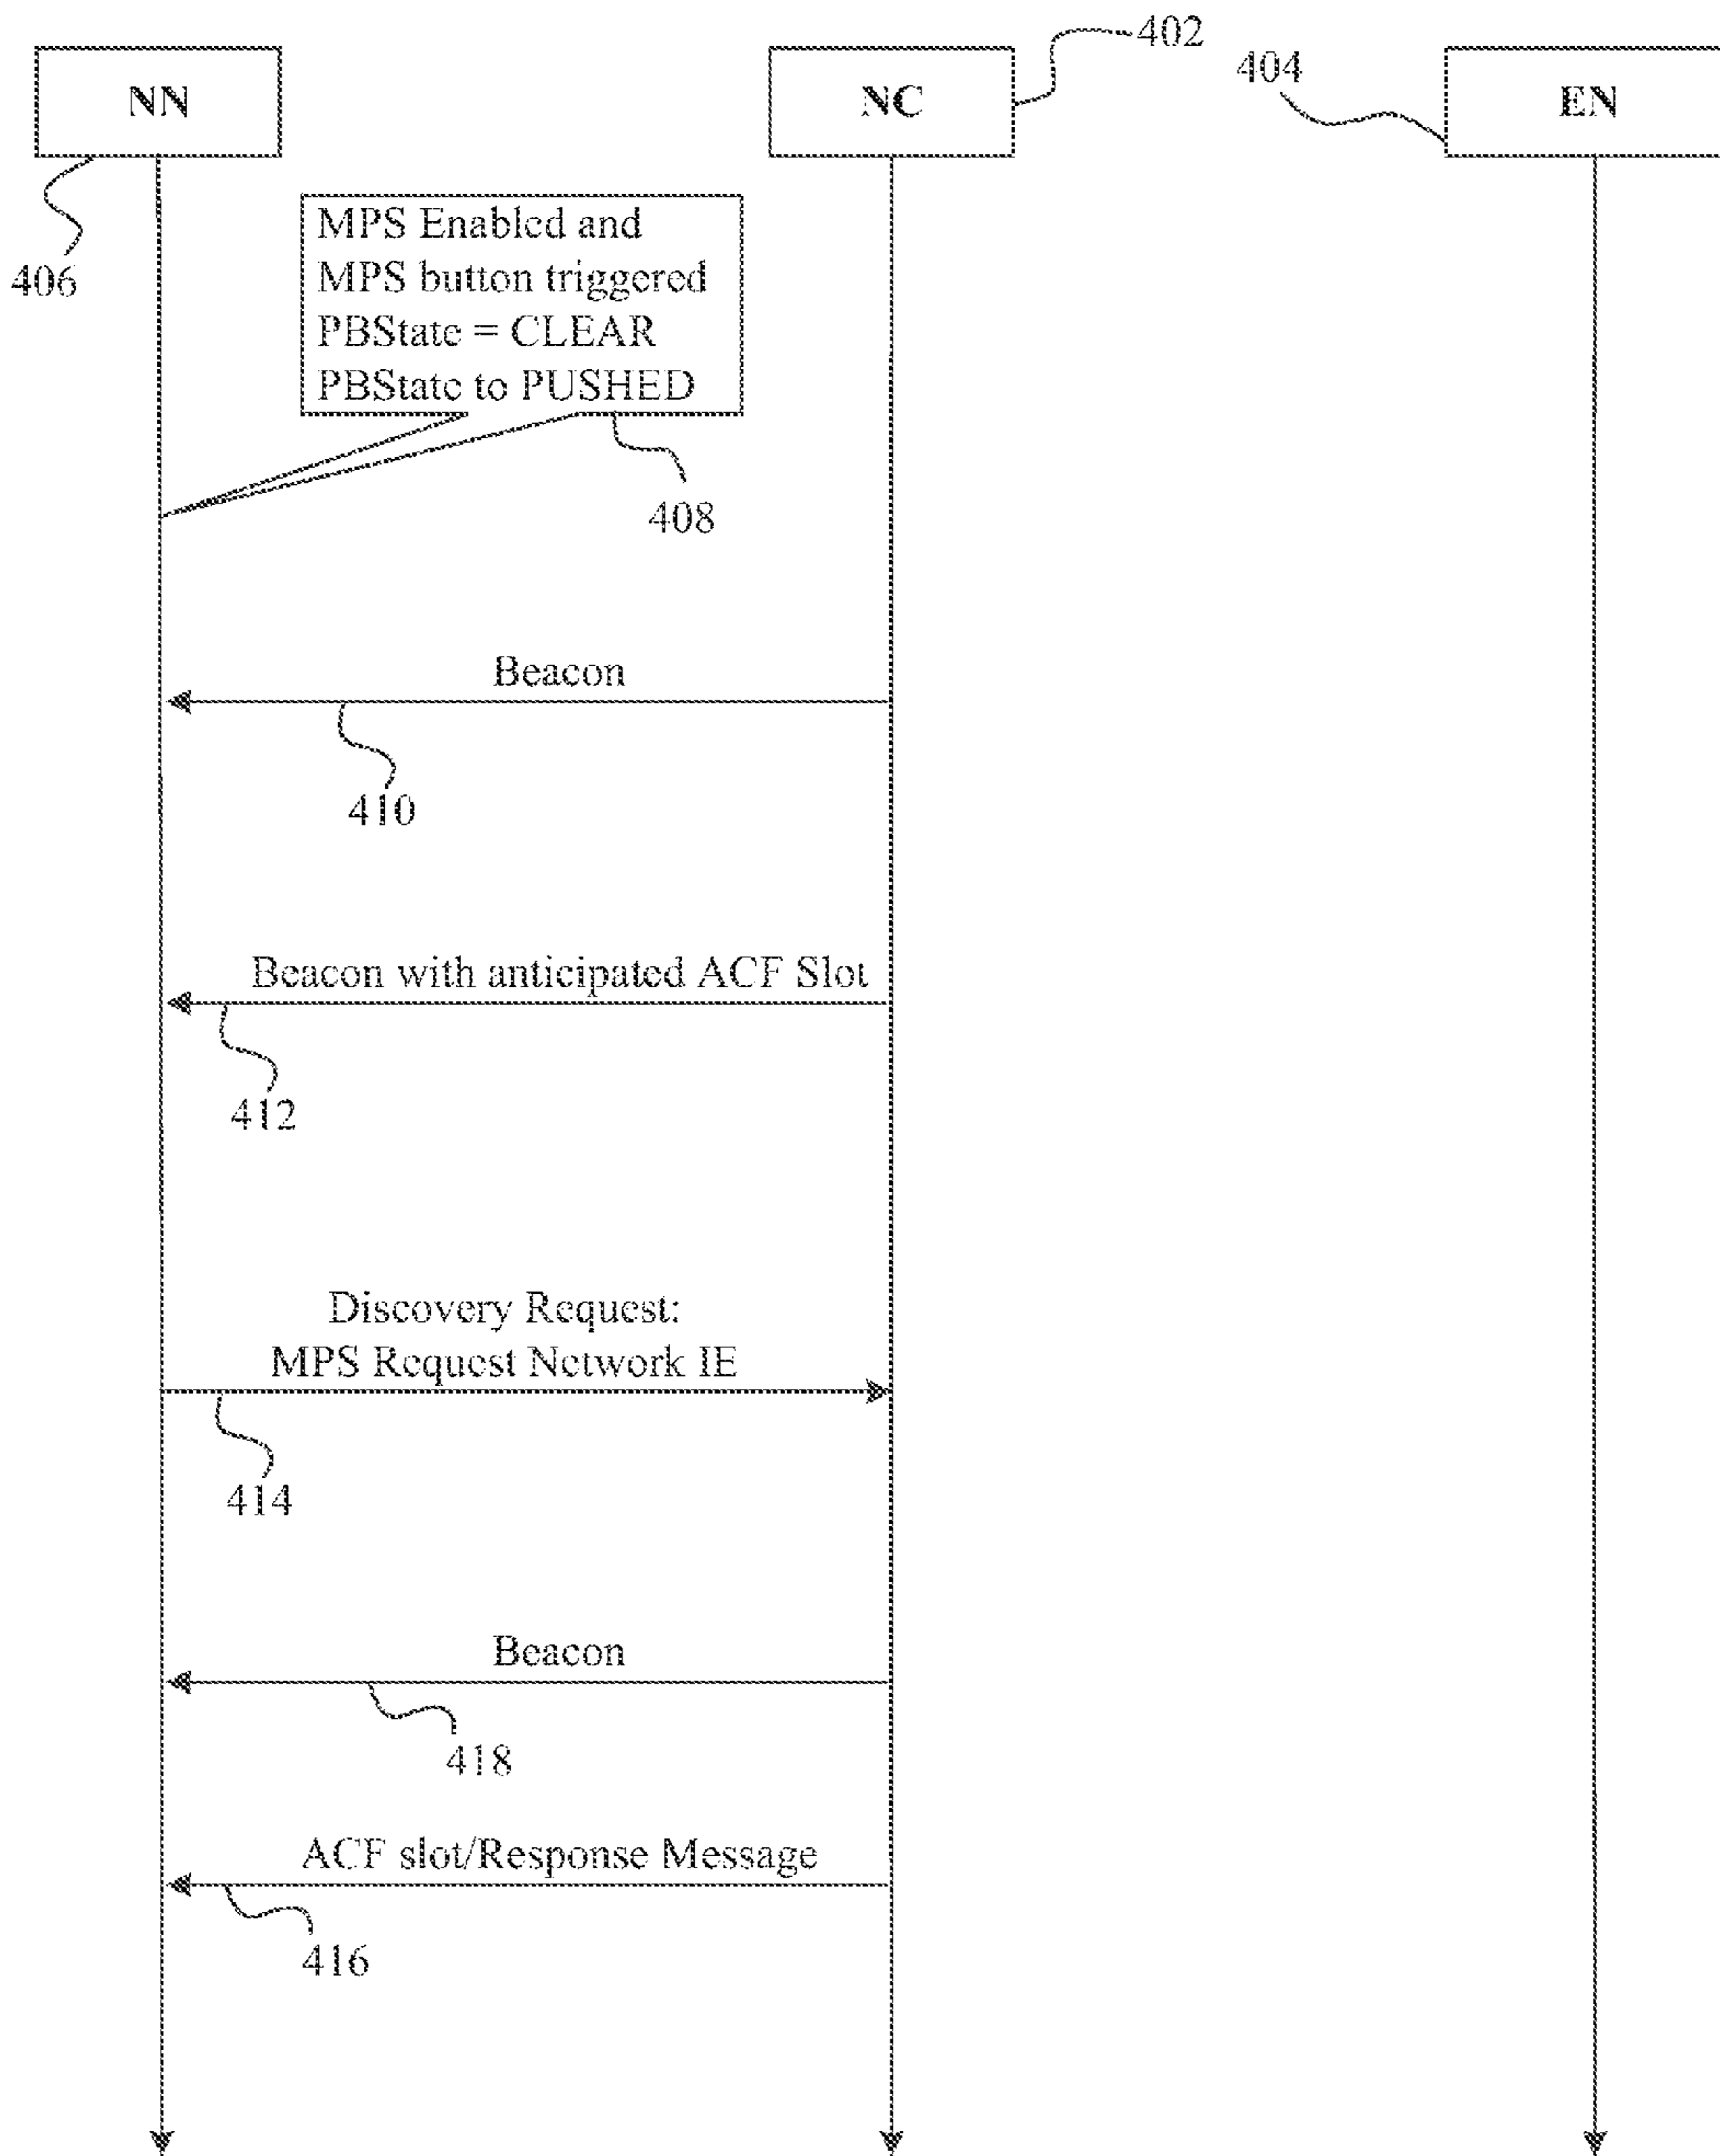 402
404
NN
NC
EN
406
MPS Enabled and
MPS button triggered
PBState = CLEAR
PBState to PUSHED
408
Beacon
410
Beacon with anticipated ACF Slot
412
Discovery Request:
MPS Request Network IE
414
Beacon
418
ACF slot/Response Message
416